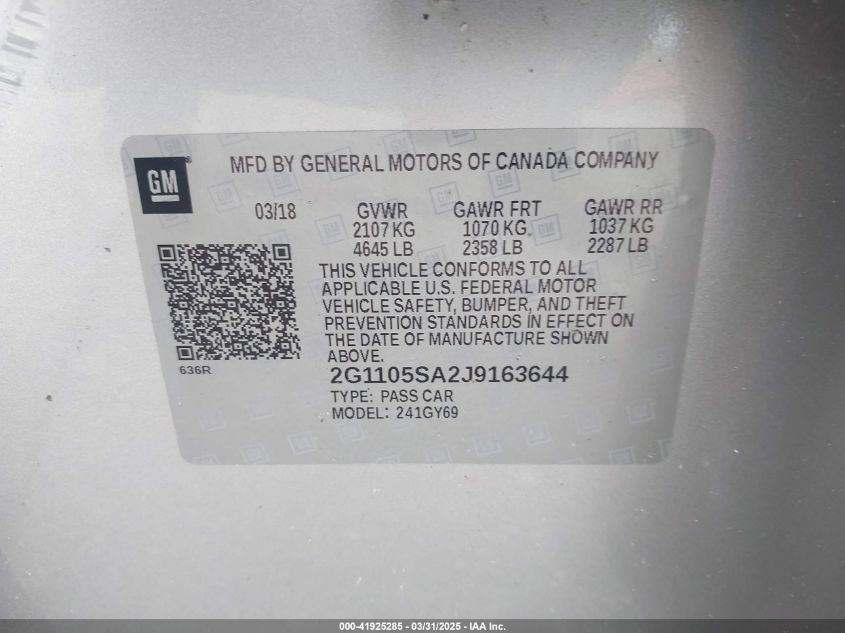 GM
MFD BY GENERAL MOTORS OF CANADA COMPANY
03/18 GVWR GAWR FRT GAWR RR
2107 KG 1070 KG 1037 KG
4645 LB 2358 LB 2287 LB
THIS VEHICLE CONFORMS TO ALL
APPLICABLE U.S. FEDERAL MOTOR
VEHICLE SAFETY, BUMPER, AND THEFT
PREVENTION STANDARDS IN EFFECT ON
THE DATE OF MANUFACTURE SHOWN
ABOVE.
636R
2G1105SA2J9163644
TYPE: PASS CAR
MODEL: 241GY69
000-41925285 - 03/31/2025 - IAA Inc.